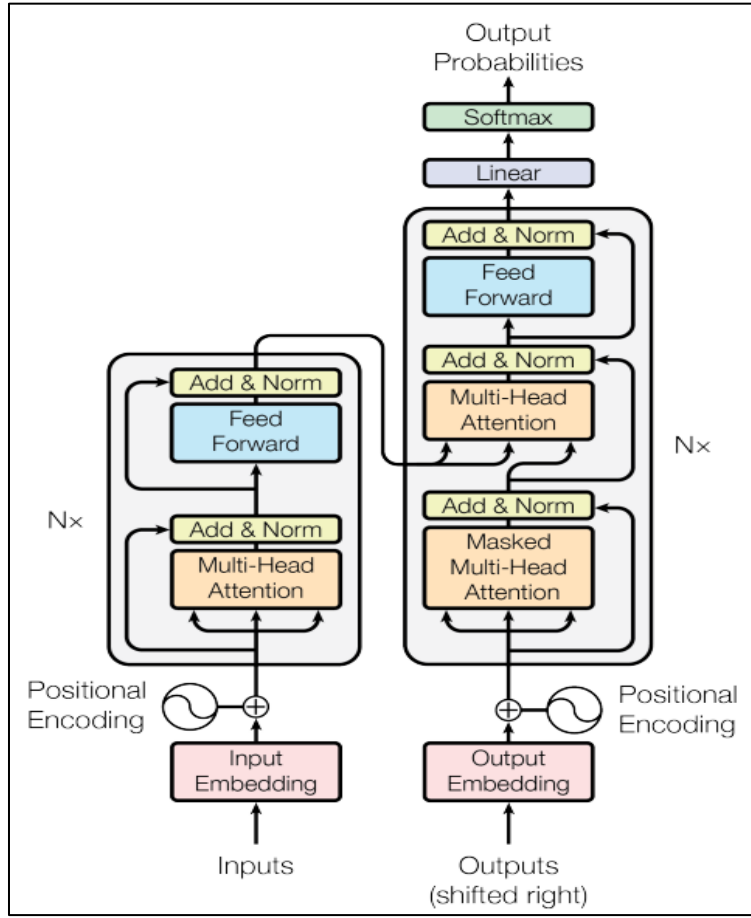 Output
Probabilities
Softmax
Linear
Add & Norm
Feed
Forward
Add & Norm
Multi-Head
Attention
Nx
Add & Norm
Masked
Multi-Head
Attention
Add & Norm
Feed
Forward
Nx
Add & Norm
Multi-Head
Attention
Positional
Encoding
Positional
Encoding
Input
Embedding
Output
Embedding
Inputs
Outputs
(shifted right)